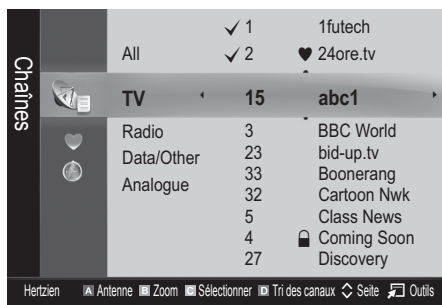 Chaînes
✓ 1 1futech
All ✓ 2 ♥ 24ore.tv
TV 15 abc1
Radio 3 BBC World
Data/Other 23 bid-up.tv
Analogue 33 Boonerang
32 Cartoon Nwk
5 Class News
4 Coming Soon
27 Discovery
Hertzien A Antenne B Zoom C Sélectionner D Tri des canaux Seite Outils